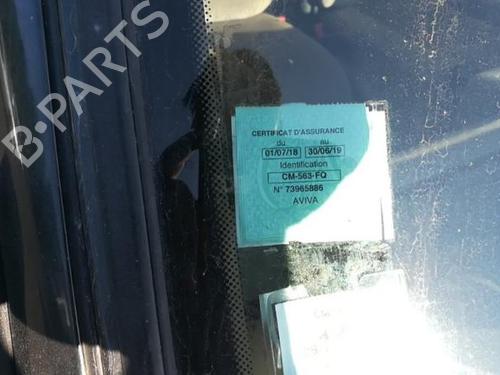 B-PARTS
CERTIFICAT D'ASSURANCE
du au
01/07/18 30/06/19
Identification
CM-563-FQ
N° 73965886
AVIVA